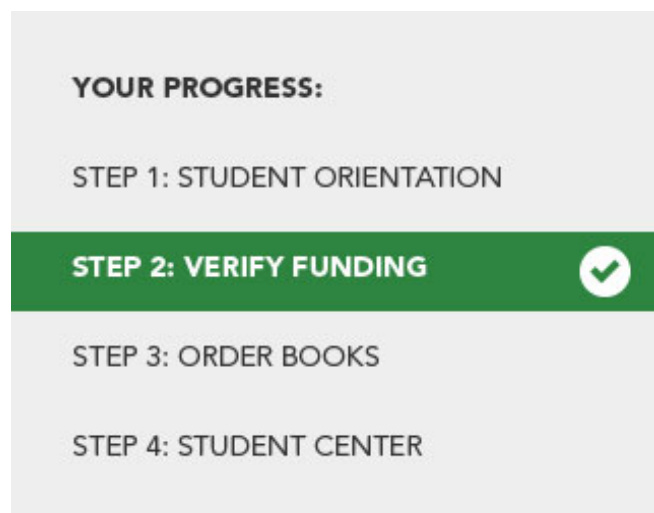 YOUR PROGRESS:
STEP 1: STUDENT ORIENTATION
STEP 2: VERIFY FUNDING
STEP 3: ORDER BOOKS
STEP 4: STUDENT CENTER